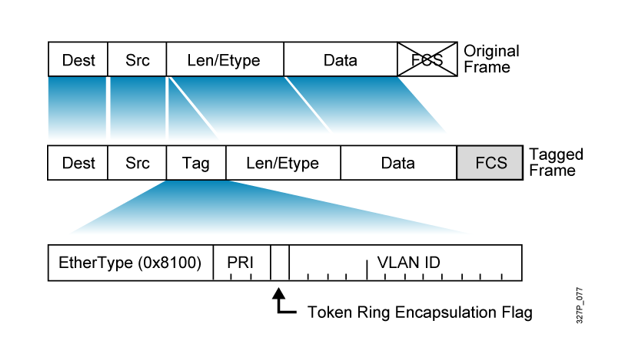 Dest Src Len/Etype Data FCS Original
Frame
Dest Src Tag Len/Etype Data FCS Tagged
Frame
EtherType (0x8100) PRI VLAN ID
Token Ring Encapsulation Flag
327P_077